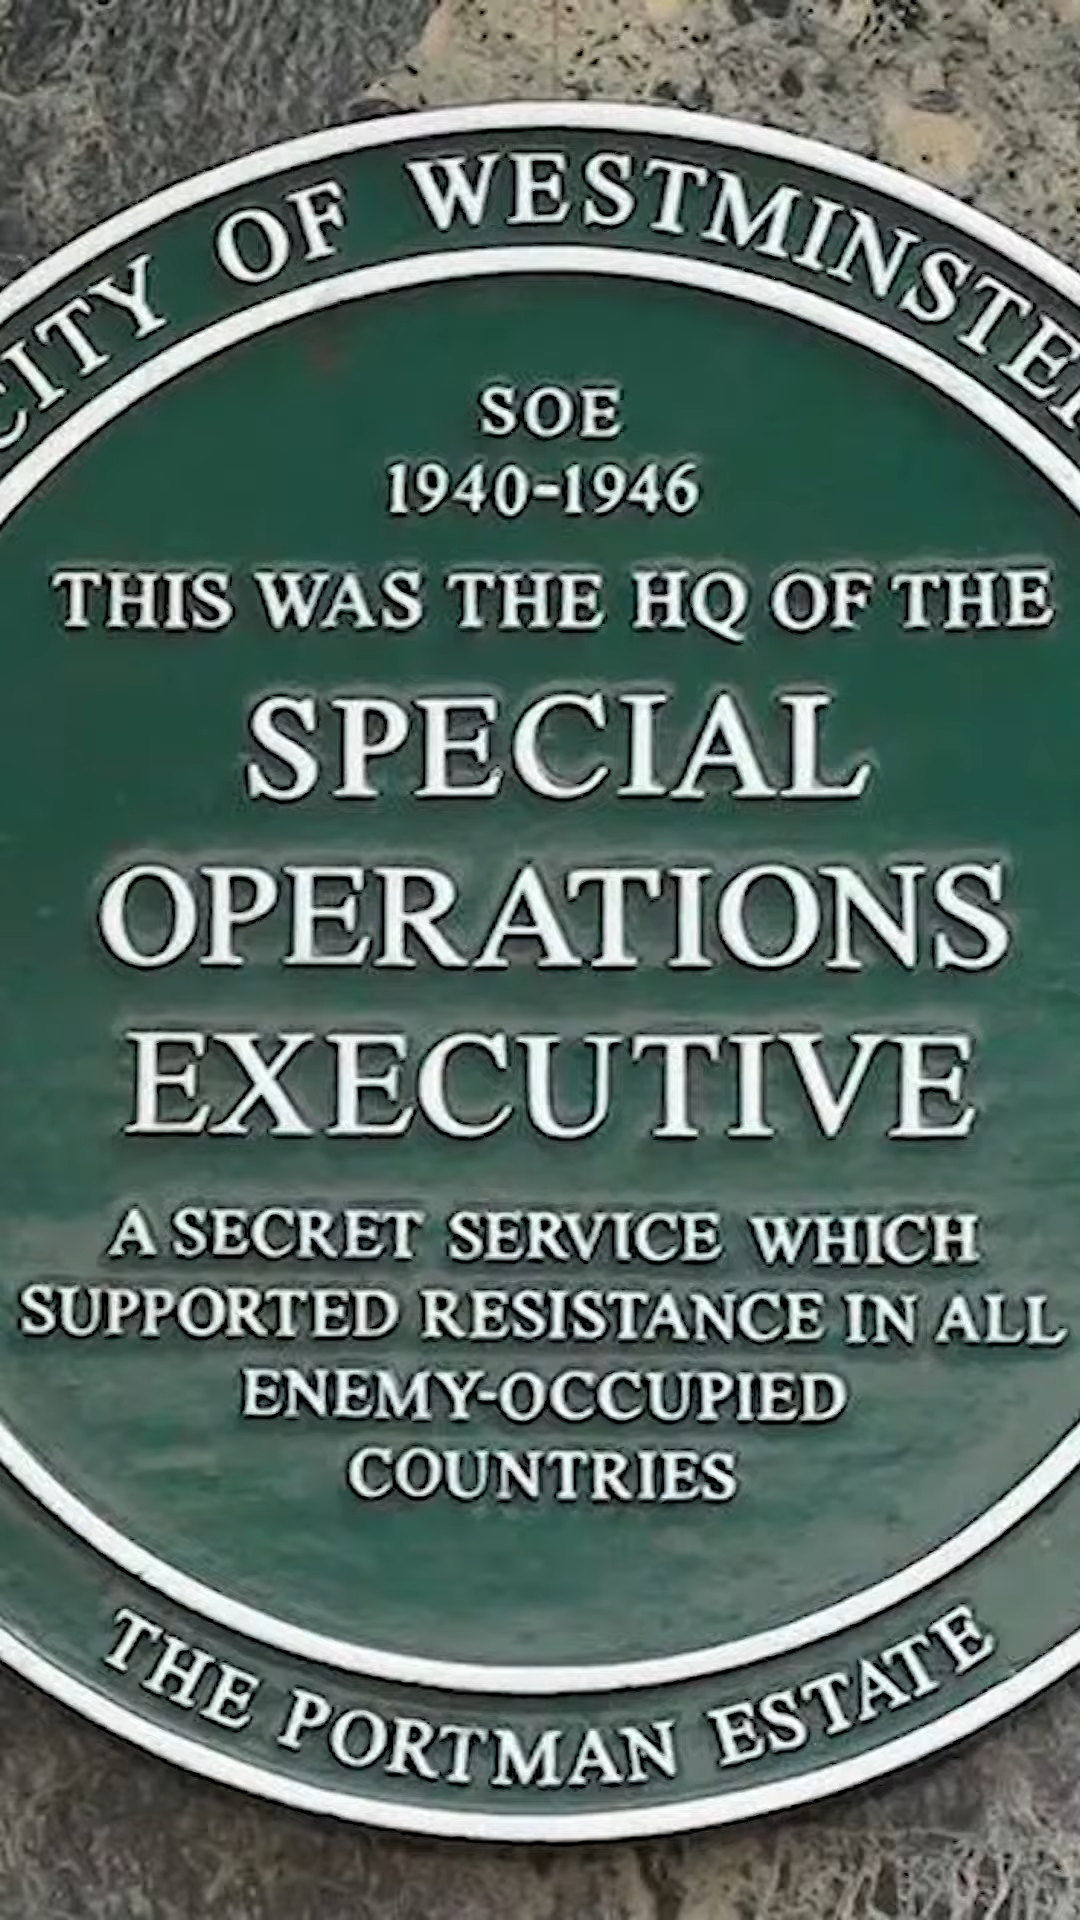 CITY OF WESTMINSTER
SOE
1940-1946
THIS WAS THE HQ OF THE
SPECIAL
OPERATIONS
EXECUTIVE
A SECRET SERVICE WHICH
SUPPORTED RESISTANCE IN ALL
ENEMY-OCCUPIED
COUNTRIES
THE PORTMAN ESTATE